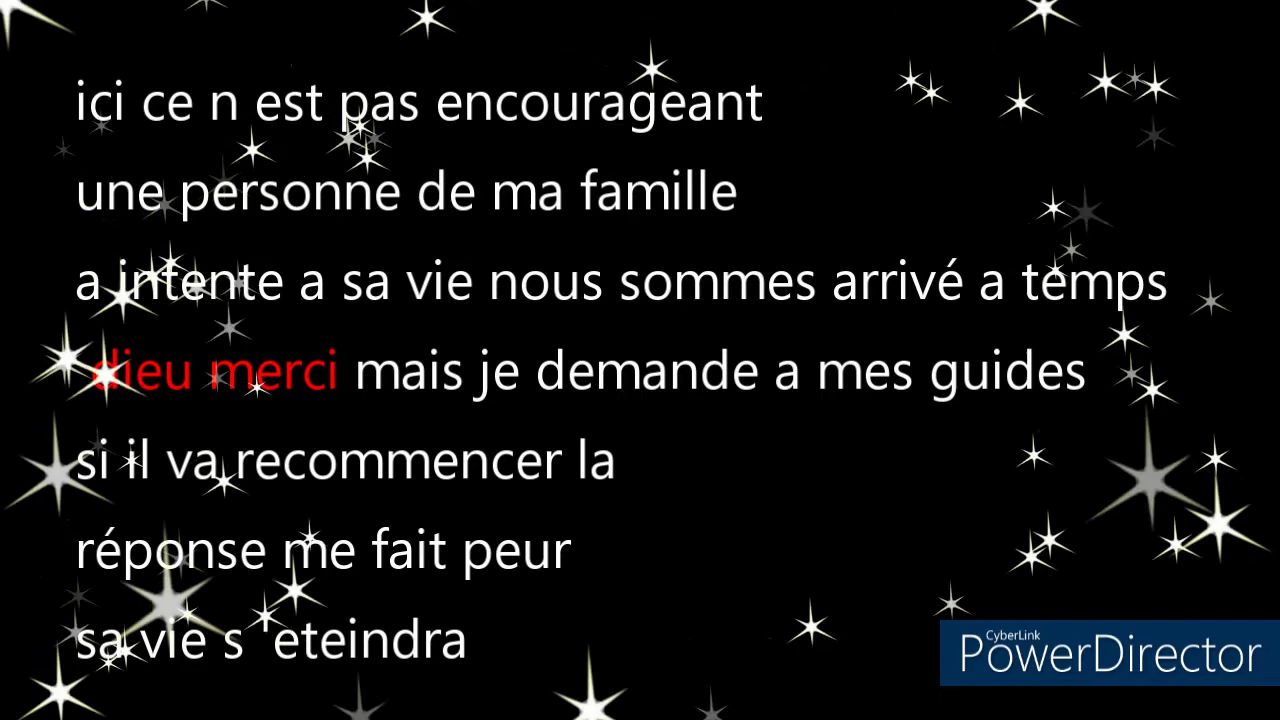 ici ce n est pas encourageant
une personne de ma famille
a intente a sa vie nous sommes arrivé a temps
dieu merci mais je demande a mes guides
si il va recommencer la
réponse me fait peur
sa vie s 'eteindra
CyberLink
PowerDirector